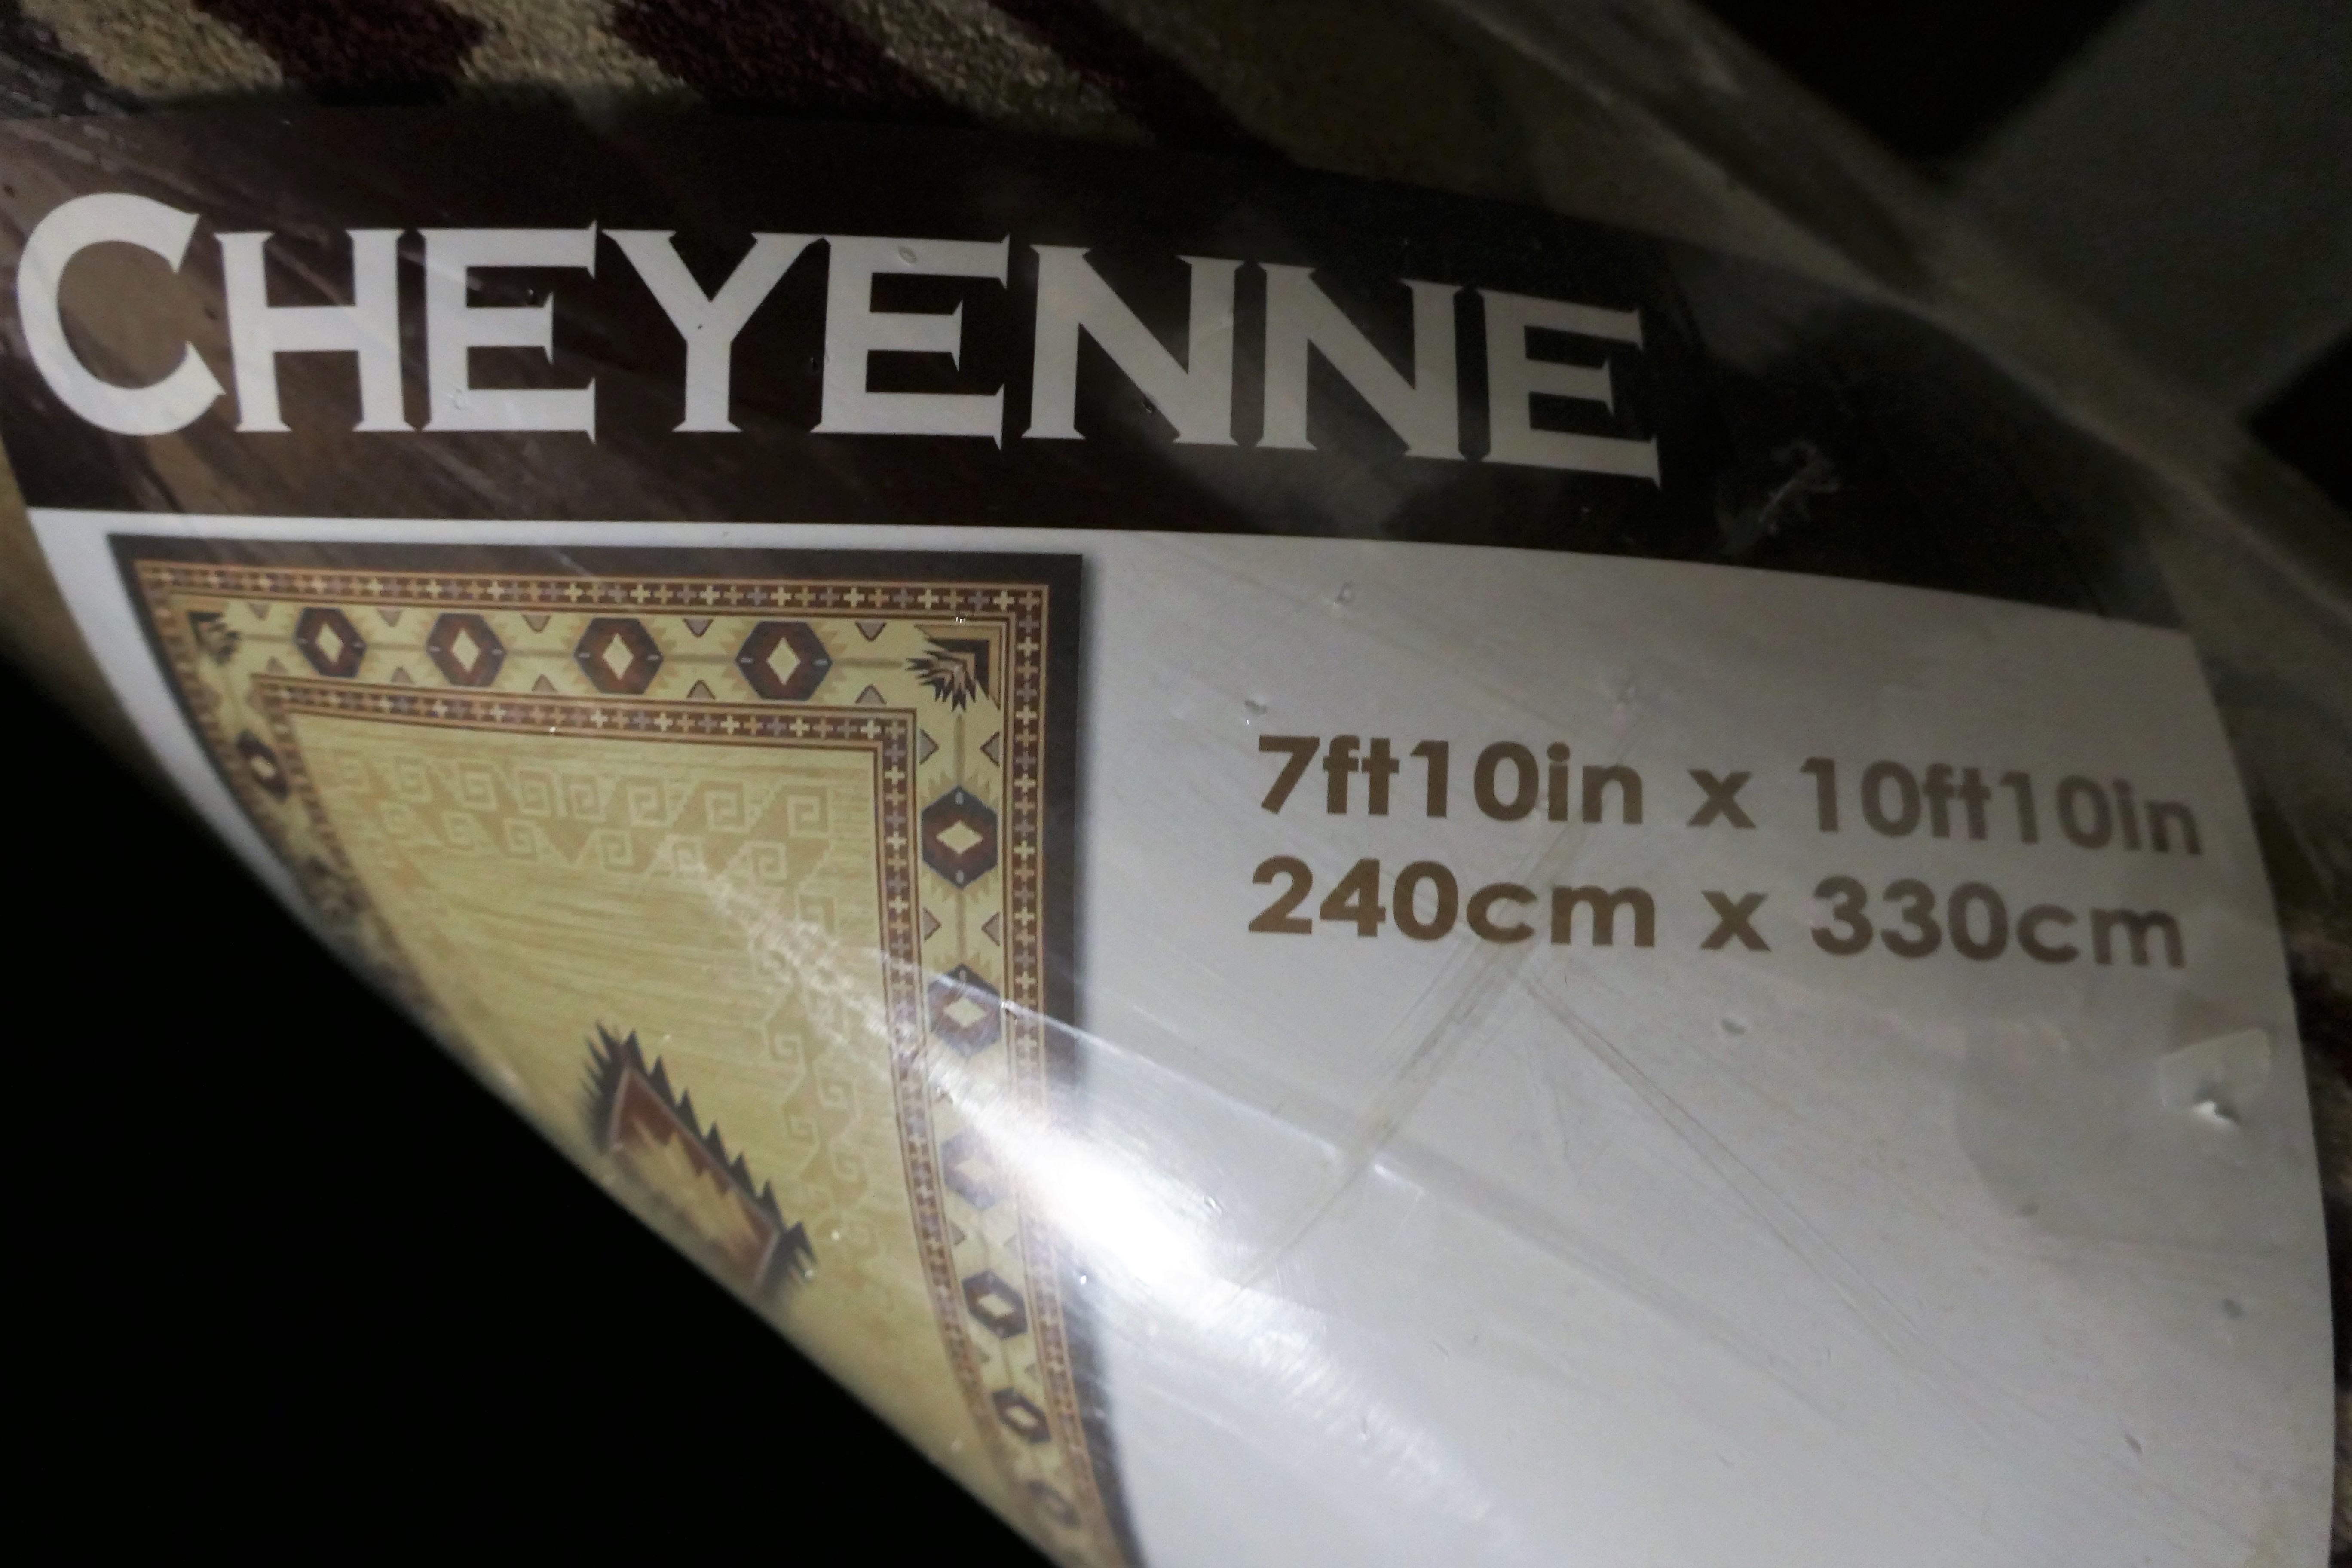 CHEYENNE
7ft10in x 10ft10in
240cm x 330cm